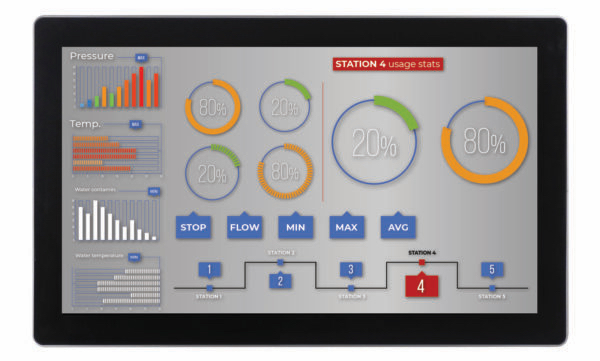 Pressure
STATION 4 usage stats
80%
20%
20%
80%
20%
80%
Temp.
Water containes
STOP
FLOW
MIN
MAX
AVG
Water temperature
STATION 2
STATION 4
1
2
3
4
5
STATION 1
STATION 3
STATION 5